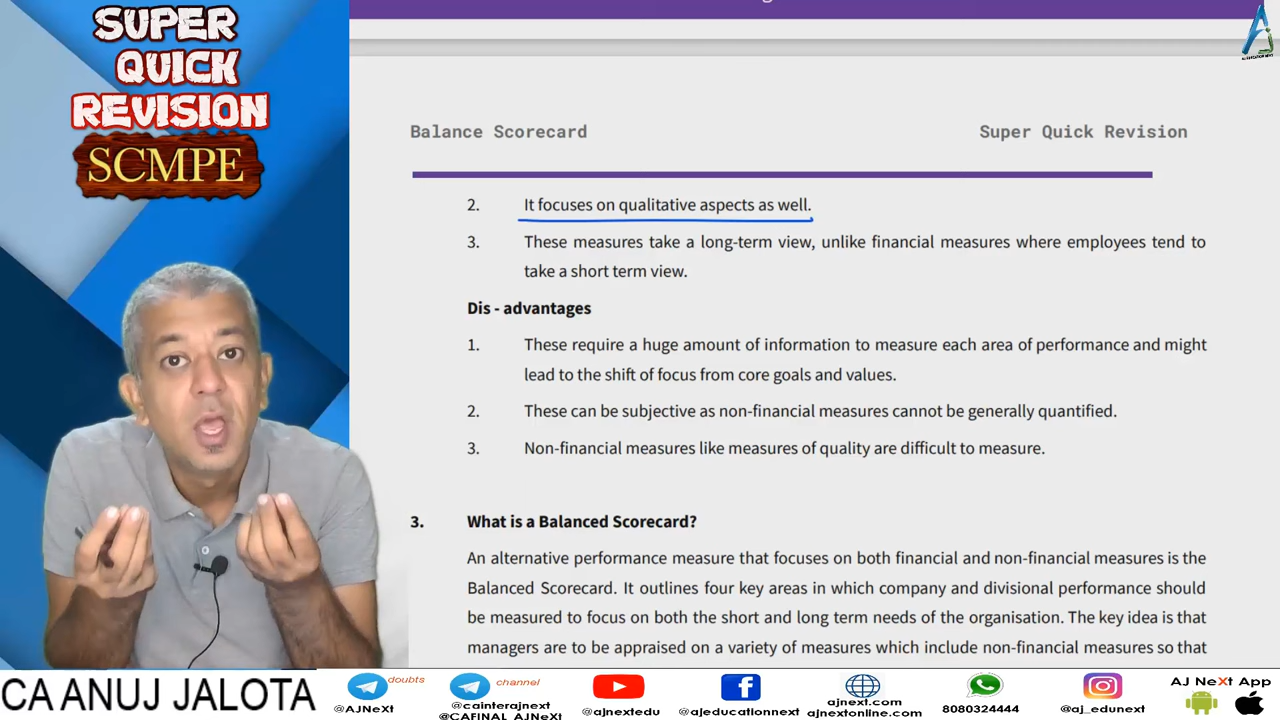 SUPER
QUICK
REVISION
SCMPE
Balance Scorecard
Super Quick Revision
2. It focuses on qualitative aspects as well.
3. These measures take a long-term view, unlike financial measures where employees tend to
take a short term view.
Dis - advantages
1. These require a huge amount of information to measure each area of performance and might
lead to the shift of focus from core goals and values.
2. These can be subjective as non-financial measures cannot be generally quantified.
3. Non-financial measures like measures of quality are difficult to measure.
3. What is a Balanced Scorecard?
An alternative performance measure that focuses on both financial and non-financial measures is the
Balanced Scorecard. It outlines four key areas in which company and divisional performance should
be measured to focus on both the short and long term needs of the organisation. The key idea is that
managers are to be appraised on a variety of measures which include non-financial measures so that
CA ANUJ JALOTA
doubts
@AJNeXt
channel
@cainterajnext
@CAFINAL_AJNeXt
@ajnextedu
@ajeducationnext
ajnext.com
ajnextonline.com
8080324444
@aj_edunext
AJ NeXt App